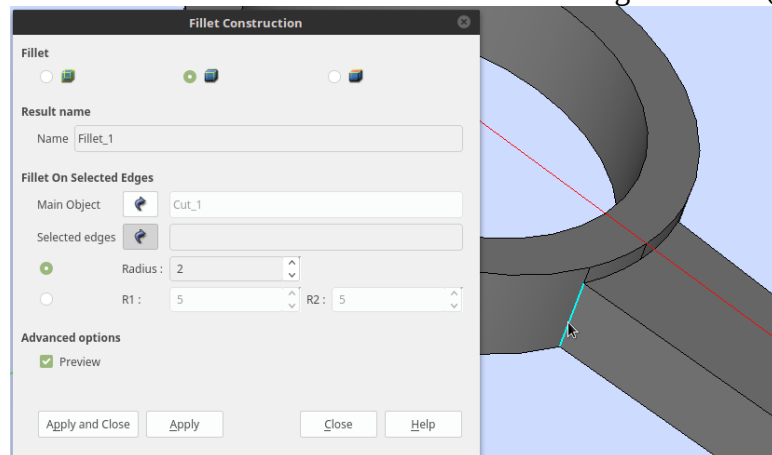 Fillet Construction
Fillet
Result name
Name Fillet_1
Fillet On Selected Edges
Main Object Cut_1
Selected edges
Radius : 2
R1 : 5 R2 : 5
Advanced options
Preview
Apply and Close Apply Close Help